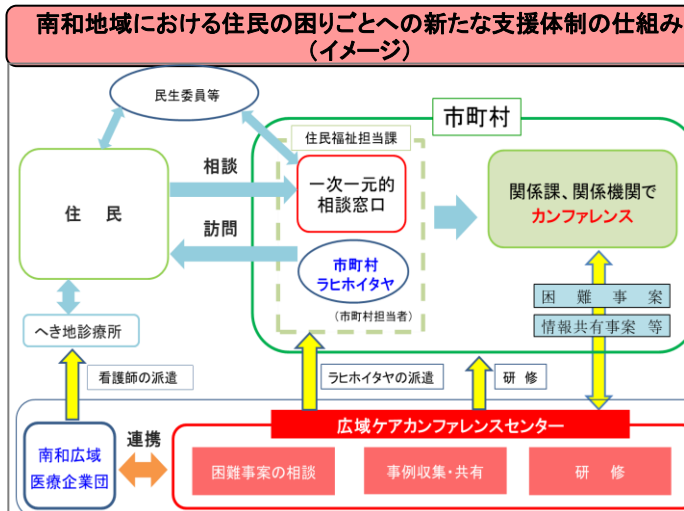 南和地域における住民の困りごとへの新たな支援体制の仕組み
（イメージ）
民生委員等
市町村
住民福祉担当課
相談
一次一元的
相談窓口
関係課、関係機関で
カンファレンス
住　民
訪問
市町村
ラヒホイタヤ
（市町村担当者）
困　難　事　案
情報共有事案 等
へき地診療所
看護師の派遣
ラヒホイタヤの派遣
研 修
広域ケアカンファレンスセンター
南和広域
医療企業団
連携
困難事案の相談
事例収集・共有
研　修